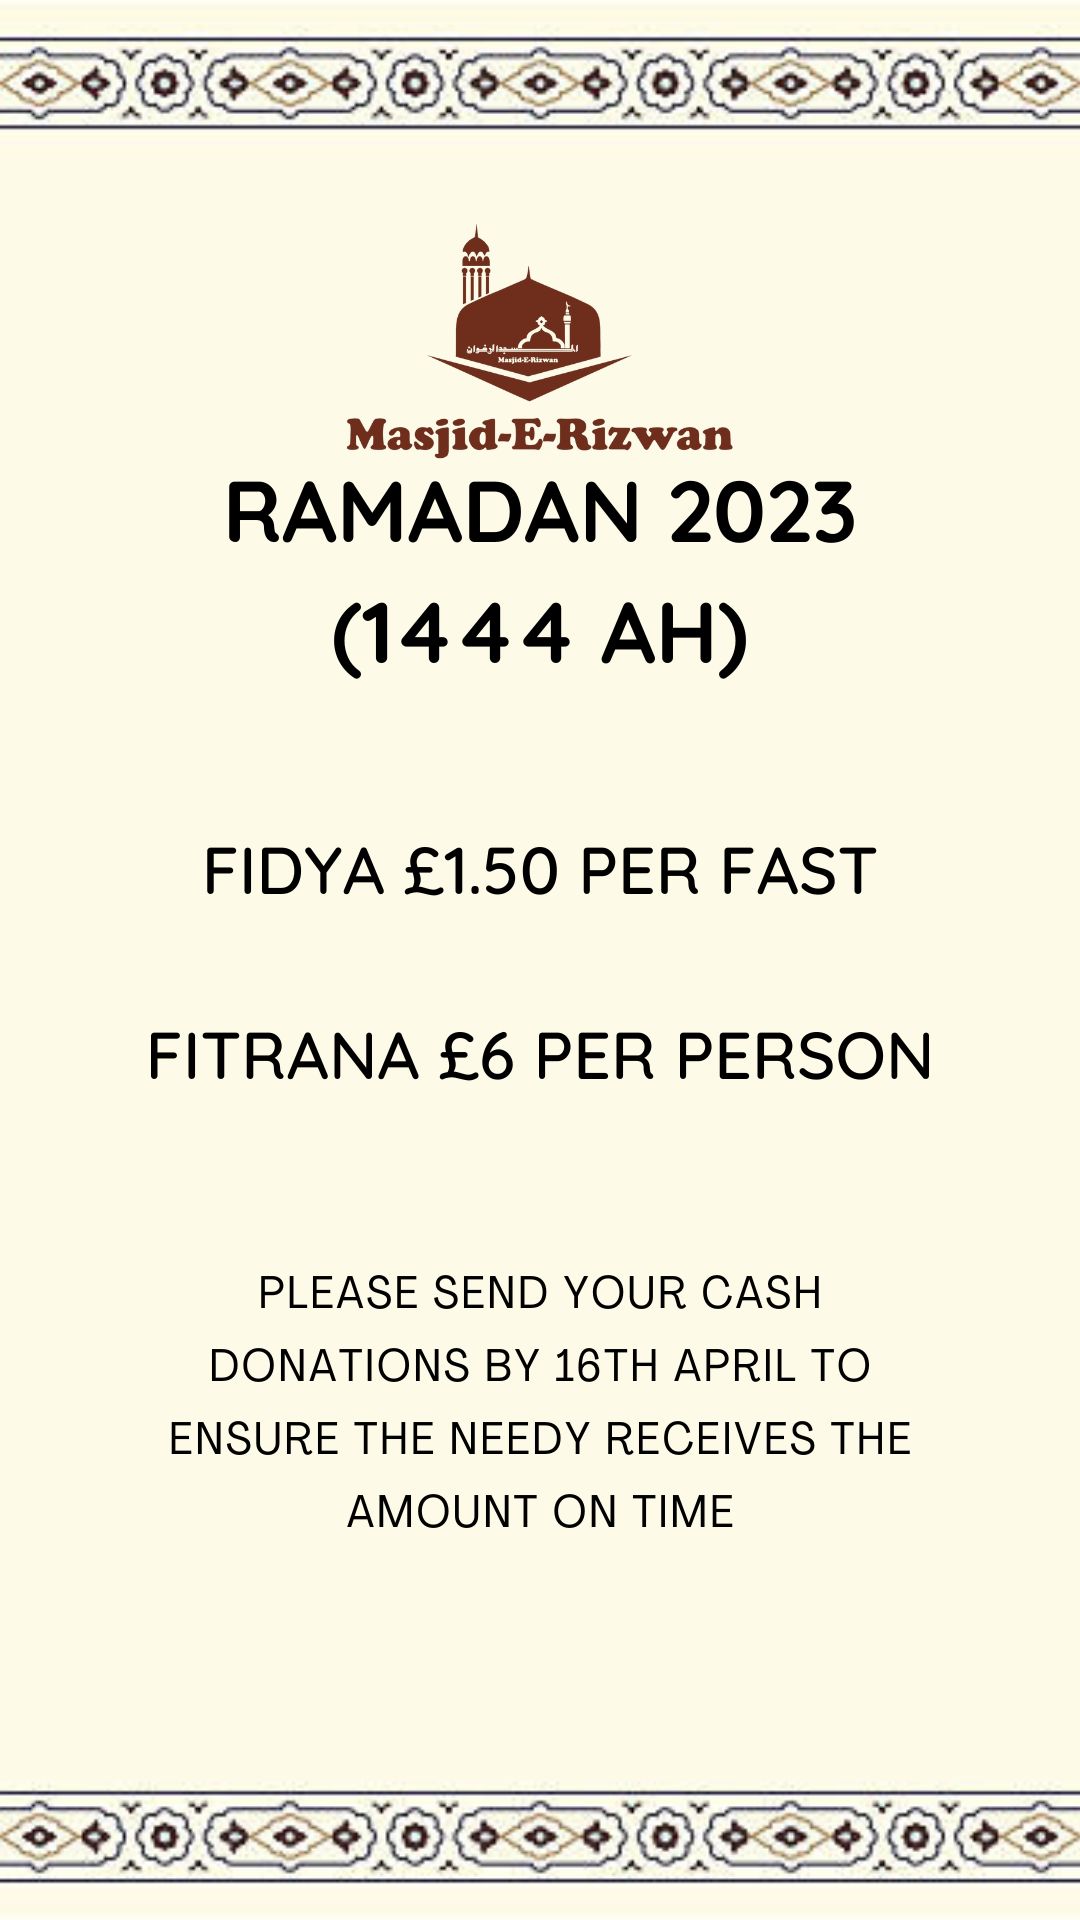 المسجد الرضوان
Masjid-E-Rizwan
Masjid-E-Rizwan
RAMADAN 2023
(1444 AH)
FIDYA £1.50 PER FAST
FITRANA £6 PER PERSON
PLEASE SEND YOUR CASH
DONATIONS BY 16TH APRIL TO
ENSURE THE NEEDY RECEIVES THE
AMOUNT ON TIME